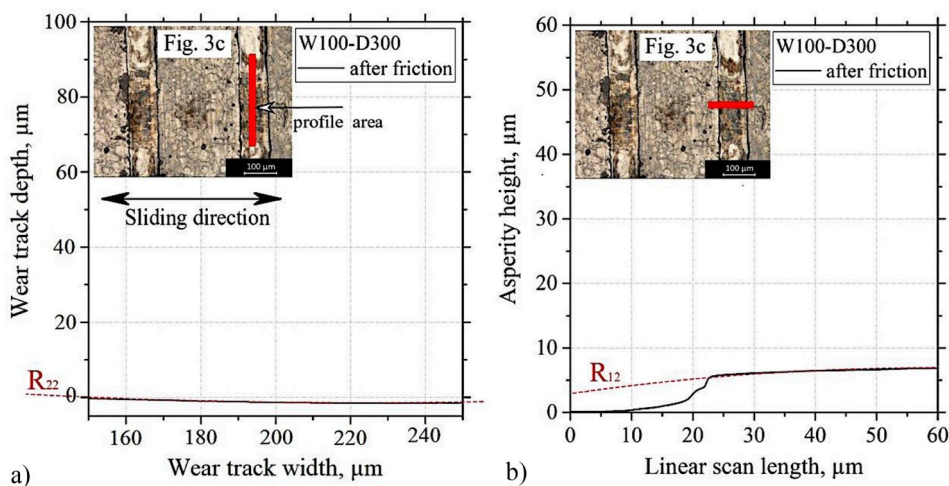 Wear track depth, µm
100
80
60
40
20
0
Fig. 3c
W100-D300
after friction
profile area
100 µm
Sliding direction
R22
160
180
200
220
240
Wear track width, µm
a)
Asperity height, µm
60
50
40
30
20
10
0
Fig. 3c
W100-D300
after friction
100 µm
R12
0
10
20
30
40
50
60
Linear scan length, µm
b)